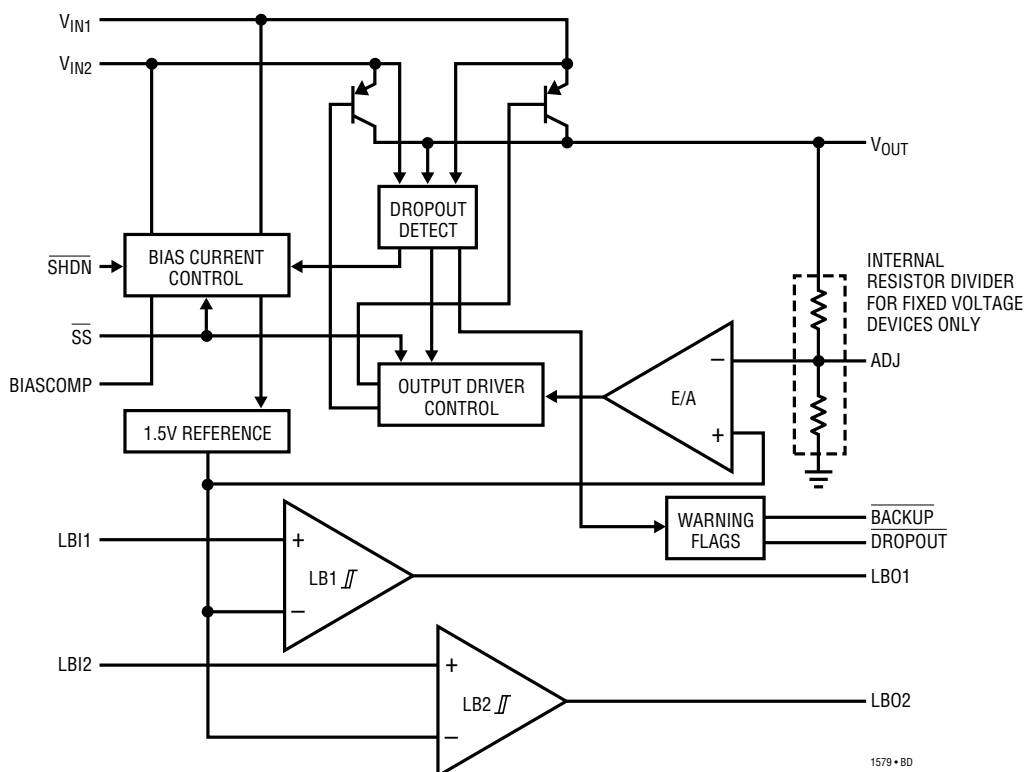 VIN1
VIN2
VOUT
DROPOUT
DETECT
SHDN
BIAS CURRENT
CONTROL
INTERNAL
RESISTOR DIVIDER
FOR FIXED VOLTAGE
DEVICES ONLY
SS
−
ADJ
BIASCOMP
OUTPUT DRIVER
CONTROL
E/A
1.5V REFERENCE
+
WARNING
FLAGS
BACKUP
DROPOUT
LBI1
+
LB1
LBO1
−
LBI2
+
LB2
LBO2
−
1579 • BD